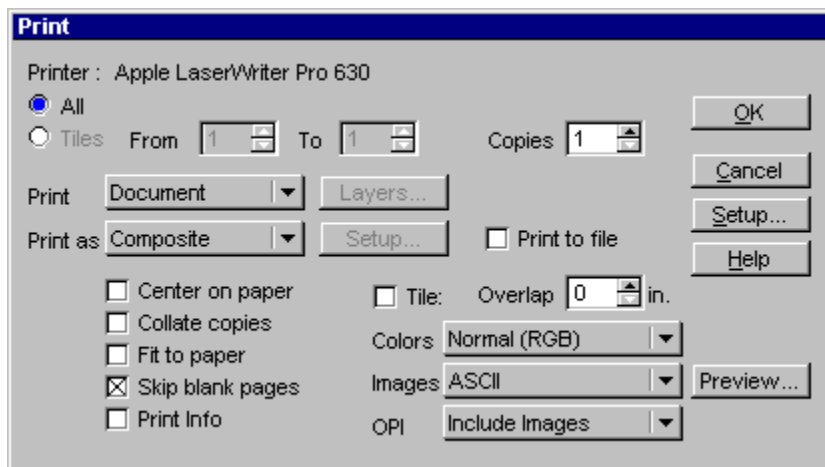 Print
Printer : Apple LaserWriter Pro 630
All
Tiles From 1 To 1 Copies 1 OK
Cancel
Print Document Layers...
Setup...
Print as Composite Setup... Print to file
Help
Center on paper Tile: Overlap 0 in.
Collate copies
Colors Normal (RGB)
Fit to paper
Skip blank pages Images ASCII Preview...
Print Info
OPI Include Images